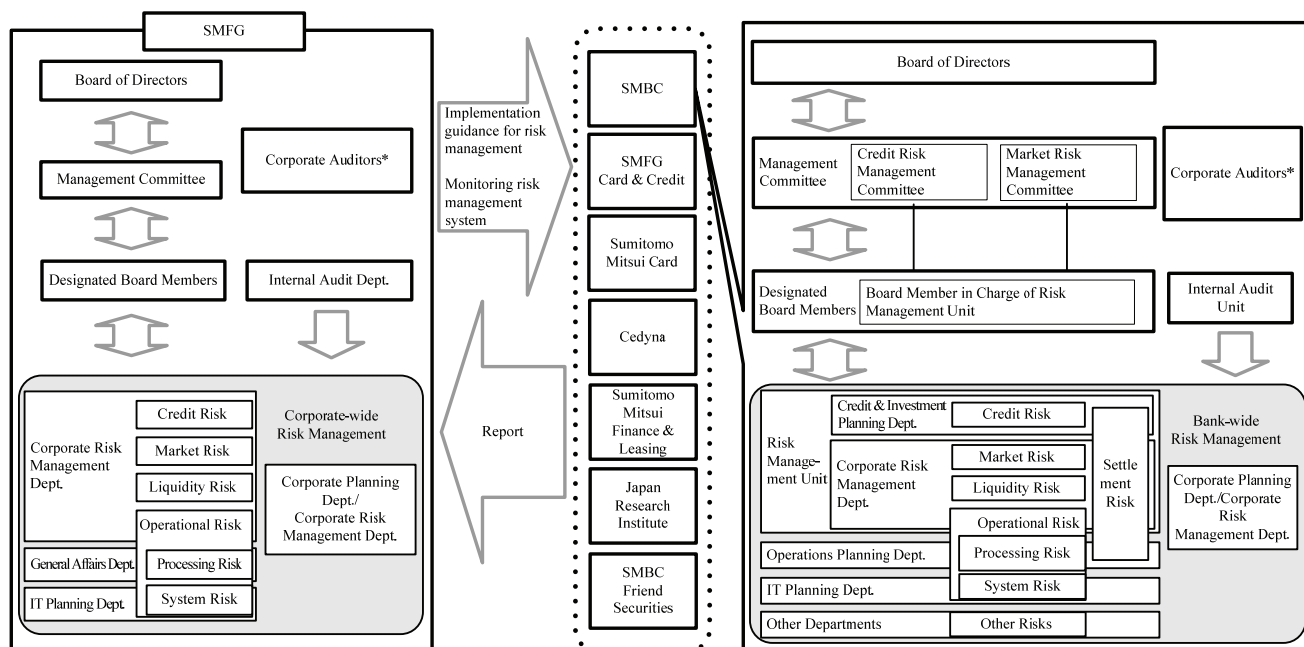 SMFG
Board of Directors
Corporate Auditors*
Management Committee
Designated Board Members
Internal Audit Dept.
Corporate Risk
Management
Dept.
Credit Risk
Market Risk
Liquidity Risk
Operational Risk
General Affairs Dept.
Processing Risk
IT Planning Dept.
System Risk
Corporate-wide
Risk Management
Corporate Planning
Dept./
Corporate Risk
Management Dept.
Implementation
guidance for risk
management
Monitoring risk
management
system
Report
SMBC
SMFG
Card & Credit
Sumitomo
Mitsui Card
Cedyna
Sumitomo
Mitsui
Finance &
Leasing
Japan
Research
Institute
SMBC
Friend
Securities
Board of Directors
Management
Committee
Credit Risk
Management
Committee
Market Risk
Management
Committee
Corporate Auditors*
Designated
Board Members
Board Member in Charge of Risk
Management Unit
Internal Audit
Unit
Risk
Manage-
ment Unit
Credit & Investment
Planning Dept.
Credit Risk
Corporate Risk
Management
Dept.
Market Risk
Liquidity Risk
Operational Risk
Settle
ment
Risk
Operations Planning Dept.
Processing Risk
IT Planning Dept.
System Risk
Other Departments
Other Risks
Bank-wide
Risk Management
Corporate Planning
Dept./Corporate
Risk
Management Dept.